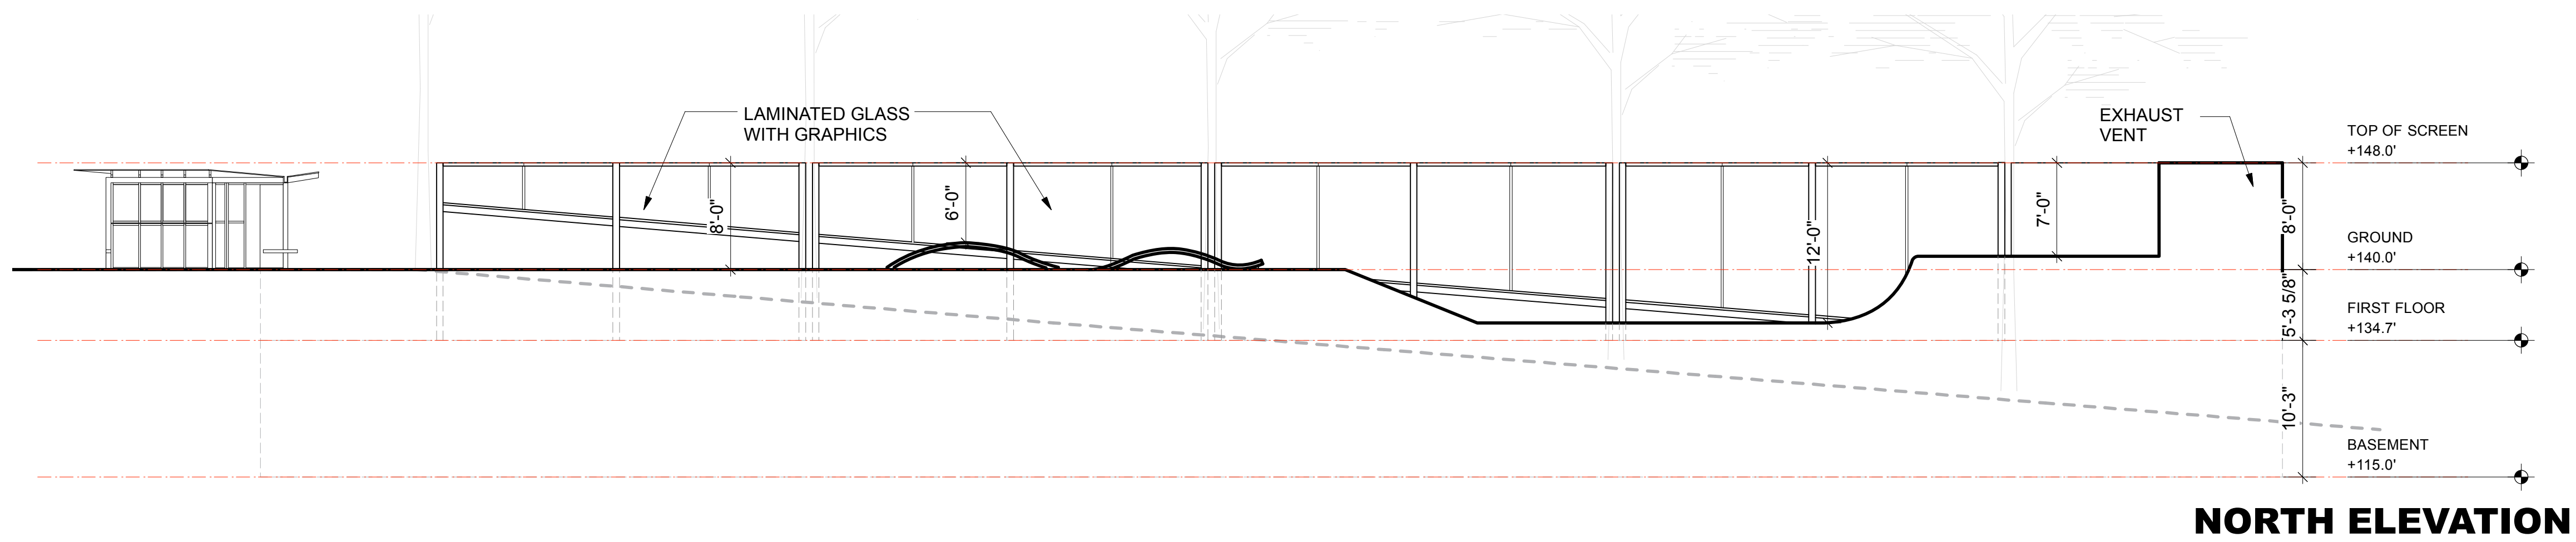 LAMINATED GLASS
WITH GRAPHICS
EXHAUST
VENT
TOP OF SCREEN
+148.0'
8'-0"
6'-0"
12'-0"
7'-0"
8'-0"
GROUND
+140.0'
5'-3 5/8"
FIRST FLOOR
+134.7'
10'-3"
BASEMENT
+115.0'
NORTH ELEVATION